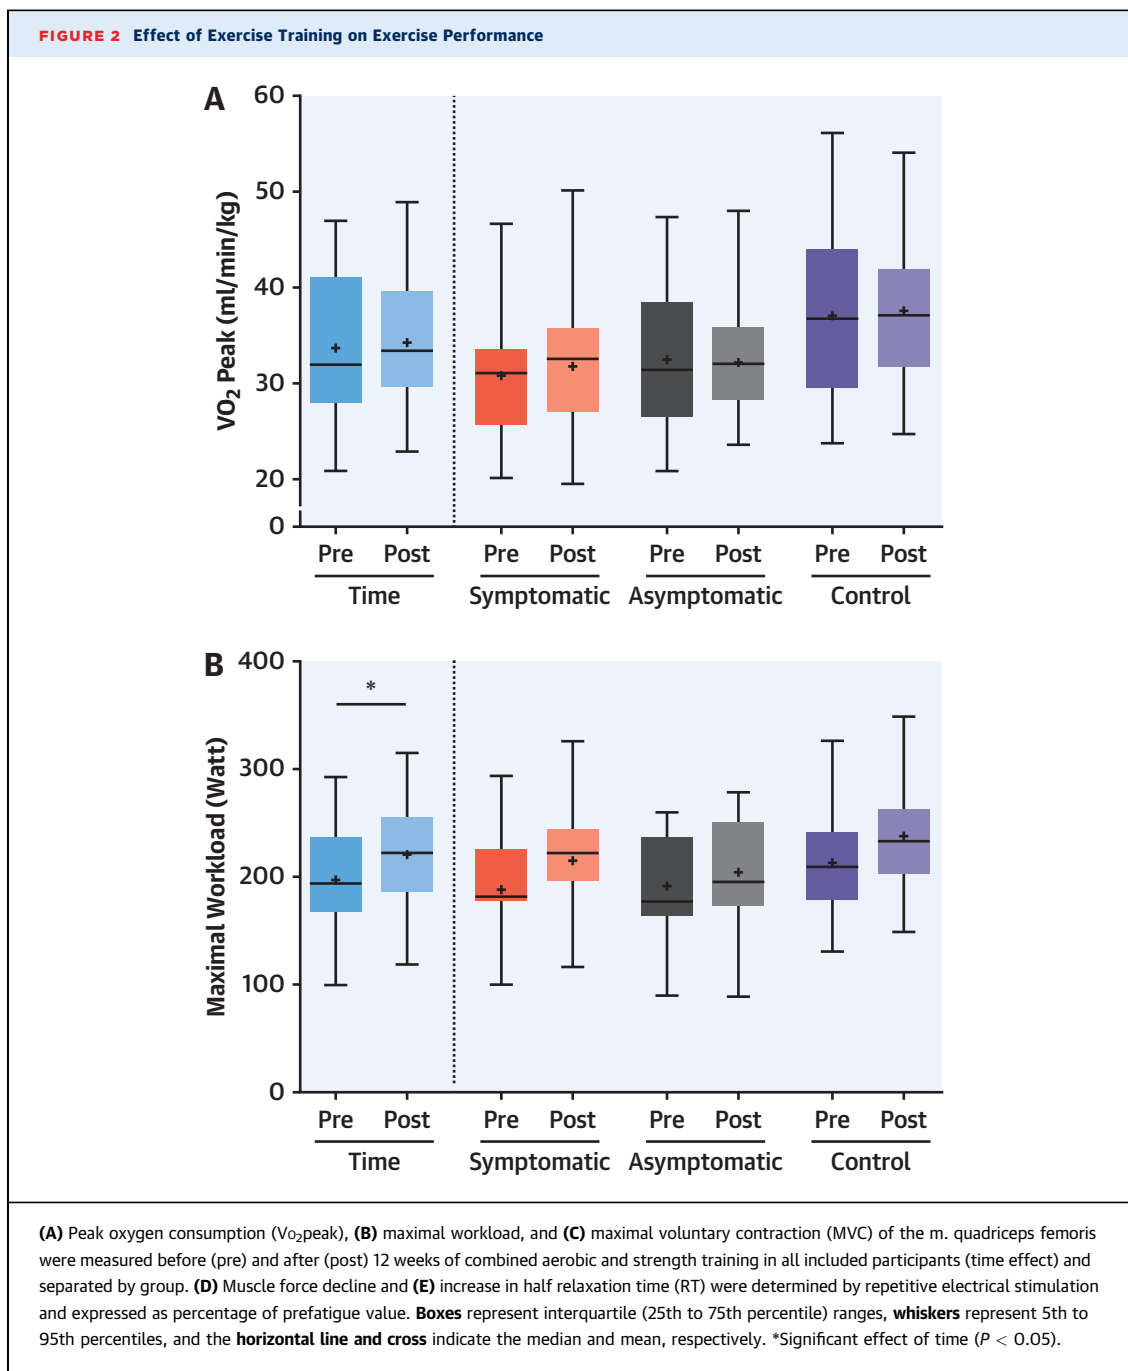 FIGURE 2 Effect of Exercise Training on Exercise Performance
A
VO₂ Peak (ml/min/kg)
60
50
40
30
20
0
Pre Post Pre Post Pre Post Pre Post
Time Symptomatic Asymptomatic Control
B
Maximal Workload (Watt)
400
300
200
100
0
*
Pre Post Pre Post Pre Post Pre Post
Time Symptomatic Asymptomatic Control
(A) Peak oxygen consumption (VO₂peak), (B) maximal workload, and (C) maximal voluntary contraction (MVC) of the m. quadriceps femoris
were measured before (pre) and after (post) 12 weeks of combined aerobic and strength training in all included participants (time effect) and
separated by group. (D) Muscle force decline and (E) increase in half relaxation time (RT) were determined by repetitive electrical stimulation
and expressed as percentage of prefatigue value. Boxes represent interquartile (25th to 75th percentile) ranges, whiskers represent 5th to
95th percentiles, and the horizontal line and cross indicate the median and mean, respectively. *Significant effect of time (P < 0.05).